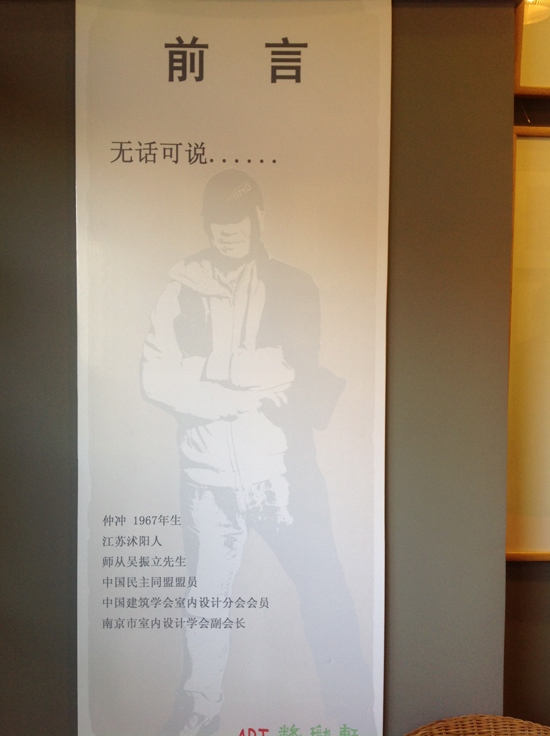 前 言
无话可说......
仲冲 1967年生
江苏沭阳人
师从吴振立先生
中国民主同盟盟员
中国建筑学会室内设计分会会员
南京市室内设计学会副会长
ART